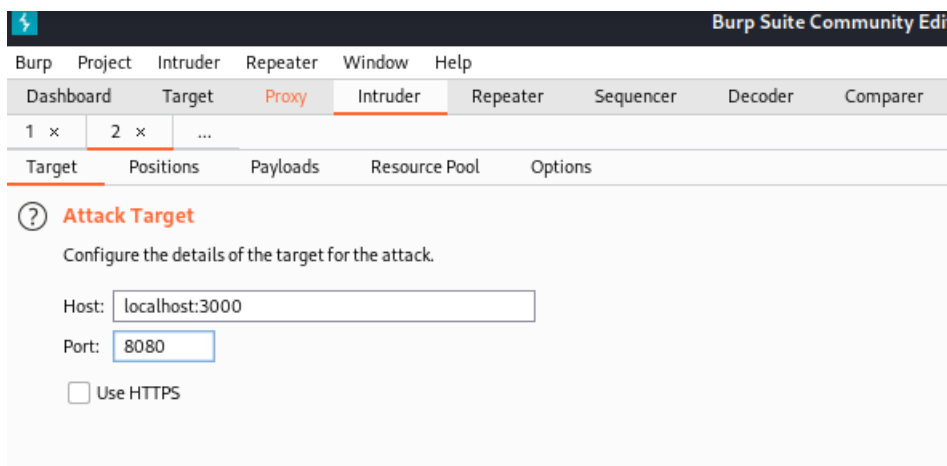 Burp Suite Community Edi
Burp Project Intruder Repeater Window Help
Dashboard Target Proxy Intruder Repeater Sequencer Decoder Comparer
1 × 2 × ...
Target Positions Payloads Resource Pool Options
? Attack Target
Configure the details of the target for the attack.
Host: localhost:3000
Port: 8080
Use HTTPS